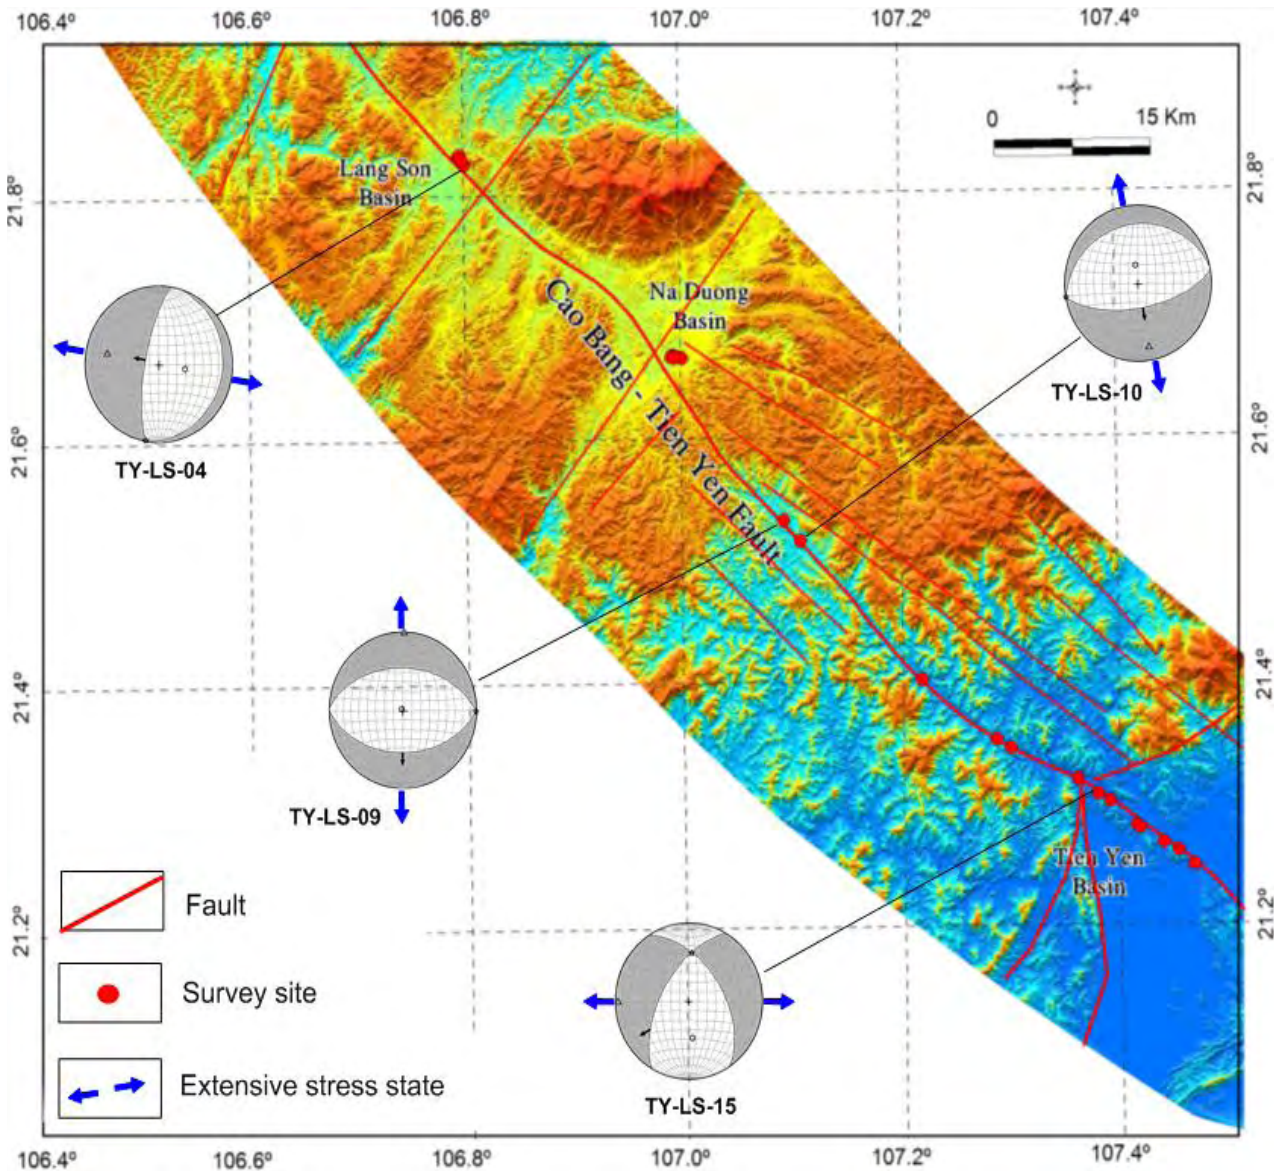 106.4° 106.6° 106.8° 107.0° 107.2° 107.4°
0 15 Km
21.8°
21.8°
Lang Son
Basin
Na Duong
Basin
Cao Bang - Tien Yen Fault
TY-LS-10
TY-LS-04
21.6°
21.6°
21.4°
21.4°
TY-LS-09
Tien Yen
Basin
Fault
21.2°
21.2°
Survey site
Extensive stress state
TY-LS-15
106.4° 106.6° 106.8° 107.0° 107.2° 107.4°